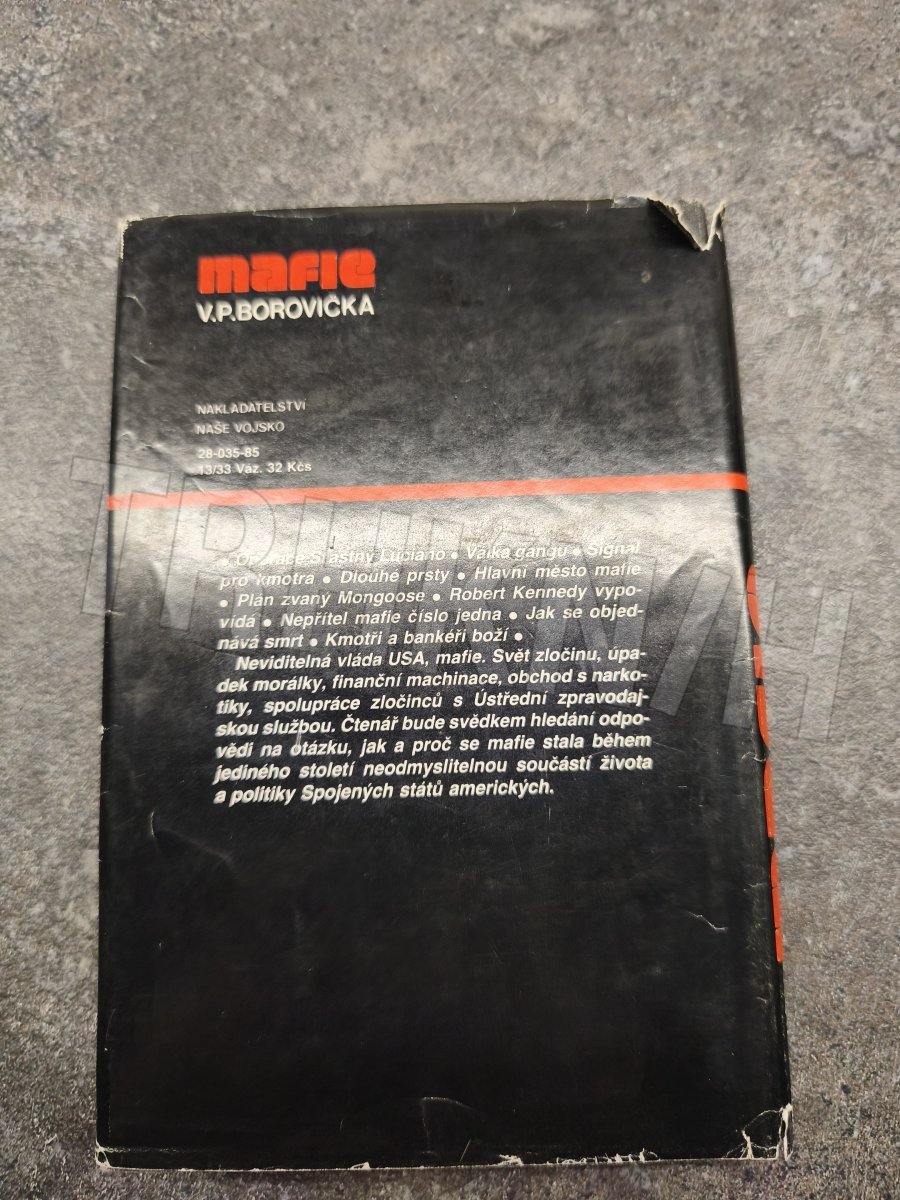 mafie
V.P.BOROVIČKA
NAKLADATELSTVÍ
NAŠE VOJSKO
28-035-85
13/33 Váz. 32 Kčs
• Operace Šťastný Luciano • Válka gangů • Signál
pro kmotra • Dlouhé prsty • Hlavní město mafie
• Plán zvaný Mongoose • Robert Kennedy vypo-
vídá • Nepřítel mafie číslo jedna • Jak se objed-
nává smrt • Kmotři a bankéři boží •
Neviditelná vláda USA, mafie. Svět zločinu, úpa-
dek morálky, finanční machinace, obchod s narko-
tiky, spolupráce zločinců s Ústřední zpravodaj-
skou službou. Čtenář bude svědkem hledání odpo-
vědi na otázku, jak a proč se mafie stala během
jediného století neodmyslitelnou součástí života
a politiky Spojených států amerických.